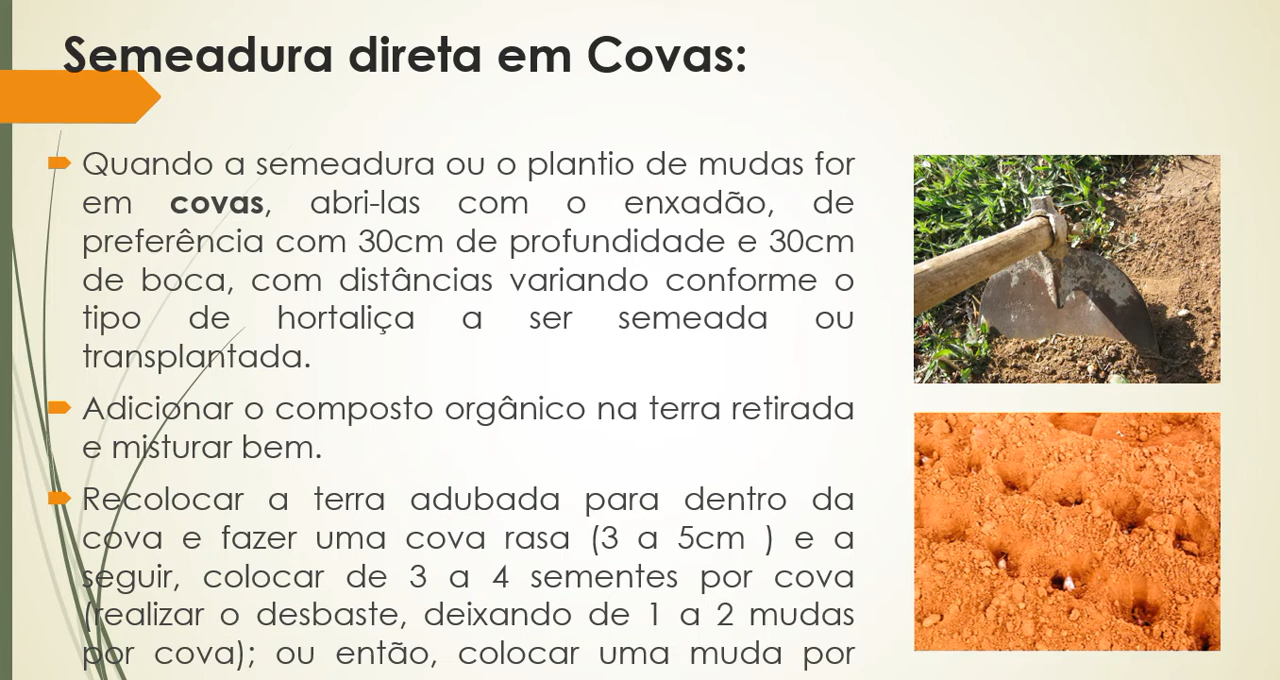 Semeadura direta em Covas:
Quando a semeadura ou o plantio de mudas for
em covas, abri-las com o enxadão, de
preferência com 30cm de profundidade e 30cm
de boca, com distâncias variando conforme o
tipo de hortaliça a ser semeada ou
transplantada.
Adicionar o composto orgânico na terra retirada
e misturar bem.
Recolocar a terra adubada para dentro da
cova e fazer uma cova rasa (3 a 5cm ) e a
seguir, colocar de 3 a 4 sementes por cova
(realizar o desbaste, deixando de 1 a 2 mudas
por cova); ou então, colocar uma muda por